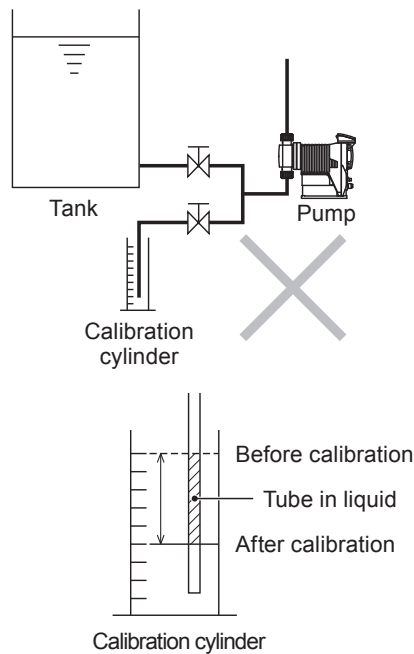 Tank
Pump
Calibration
cylinder
Before calibration
Tube in liquid
After calibration
Calibration cylinder